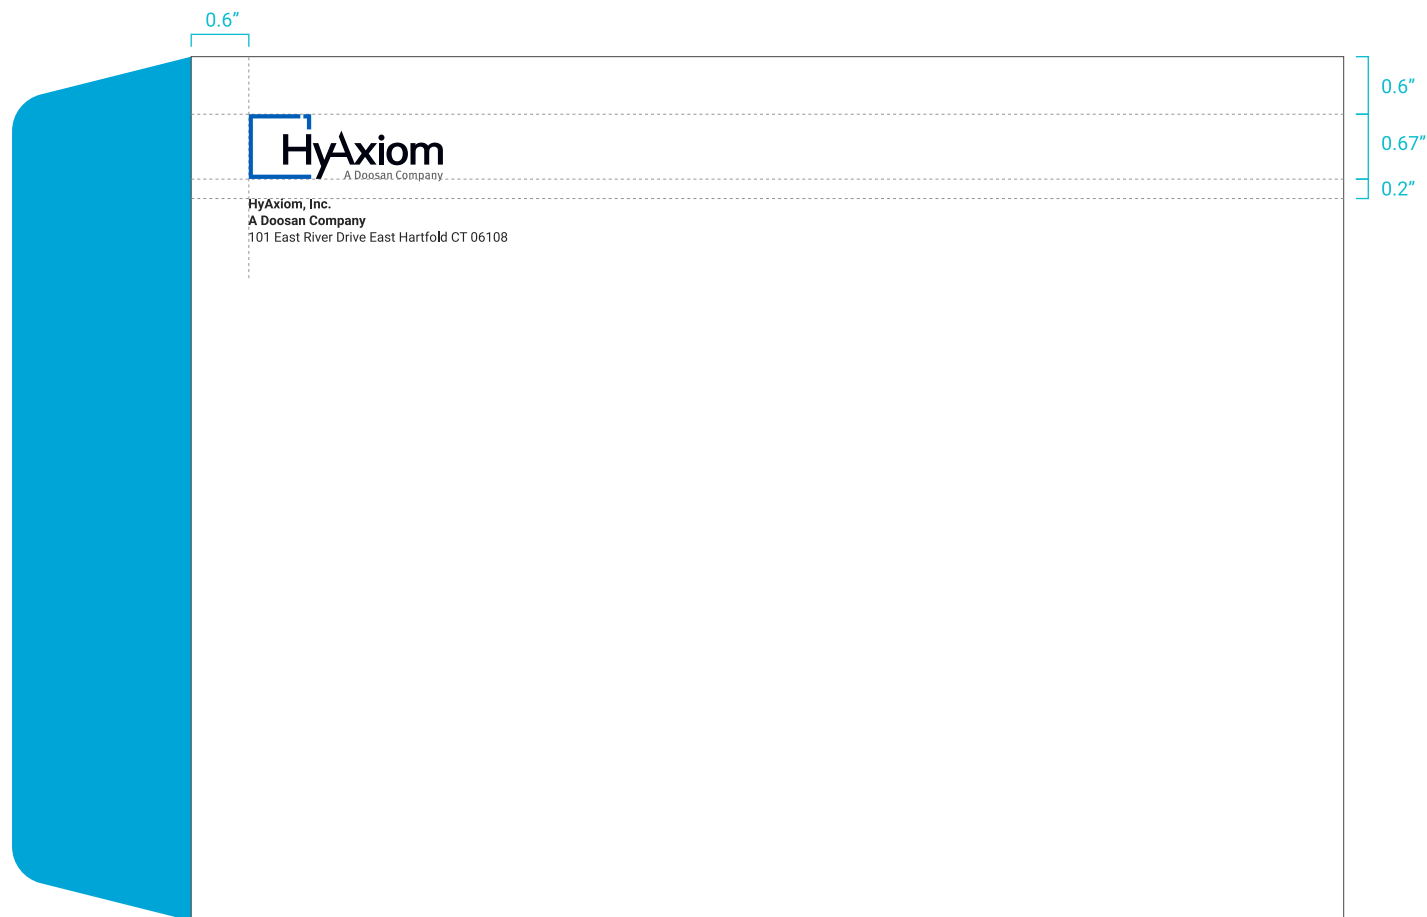 0.6”
0.6”
0.67”
0.2”
HyAxiom
A Doosan Company
HyAxiom, Inc.
A Doosan Company
101 East River Drive East Hartfold CT 06108